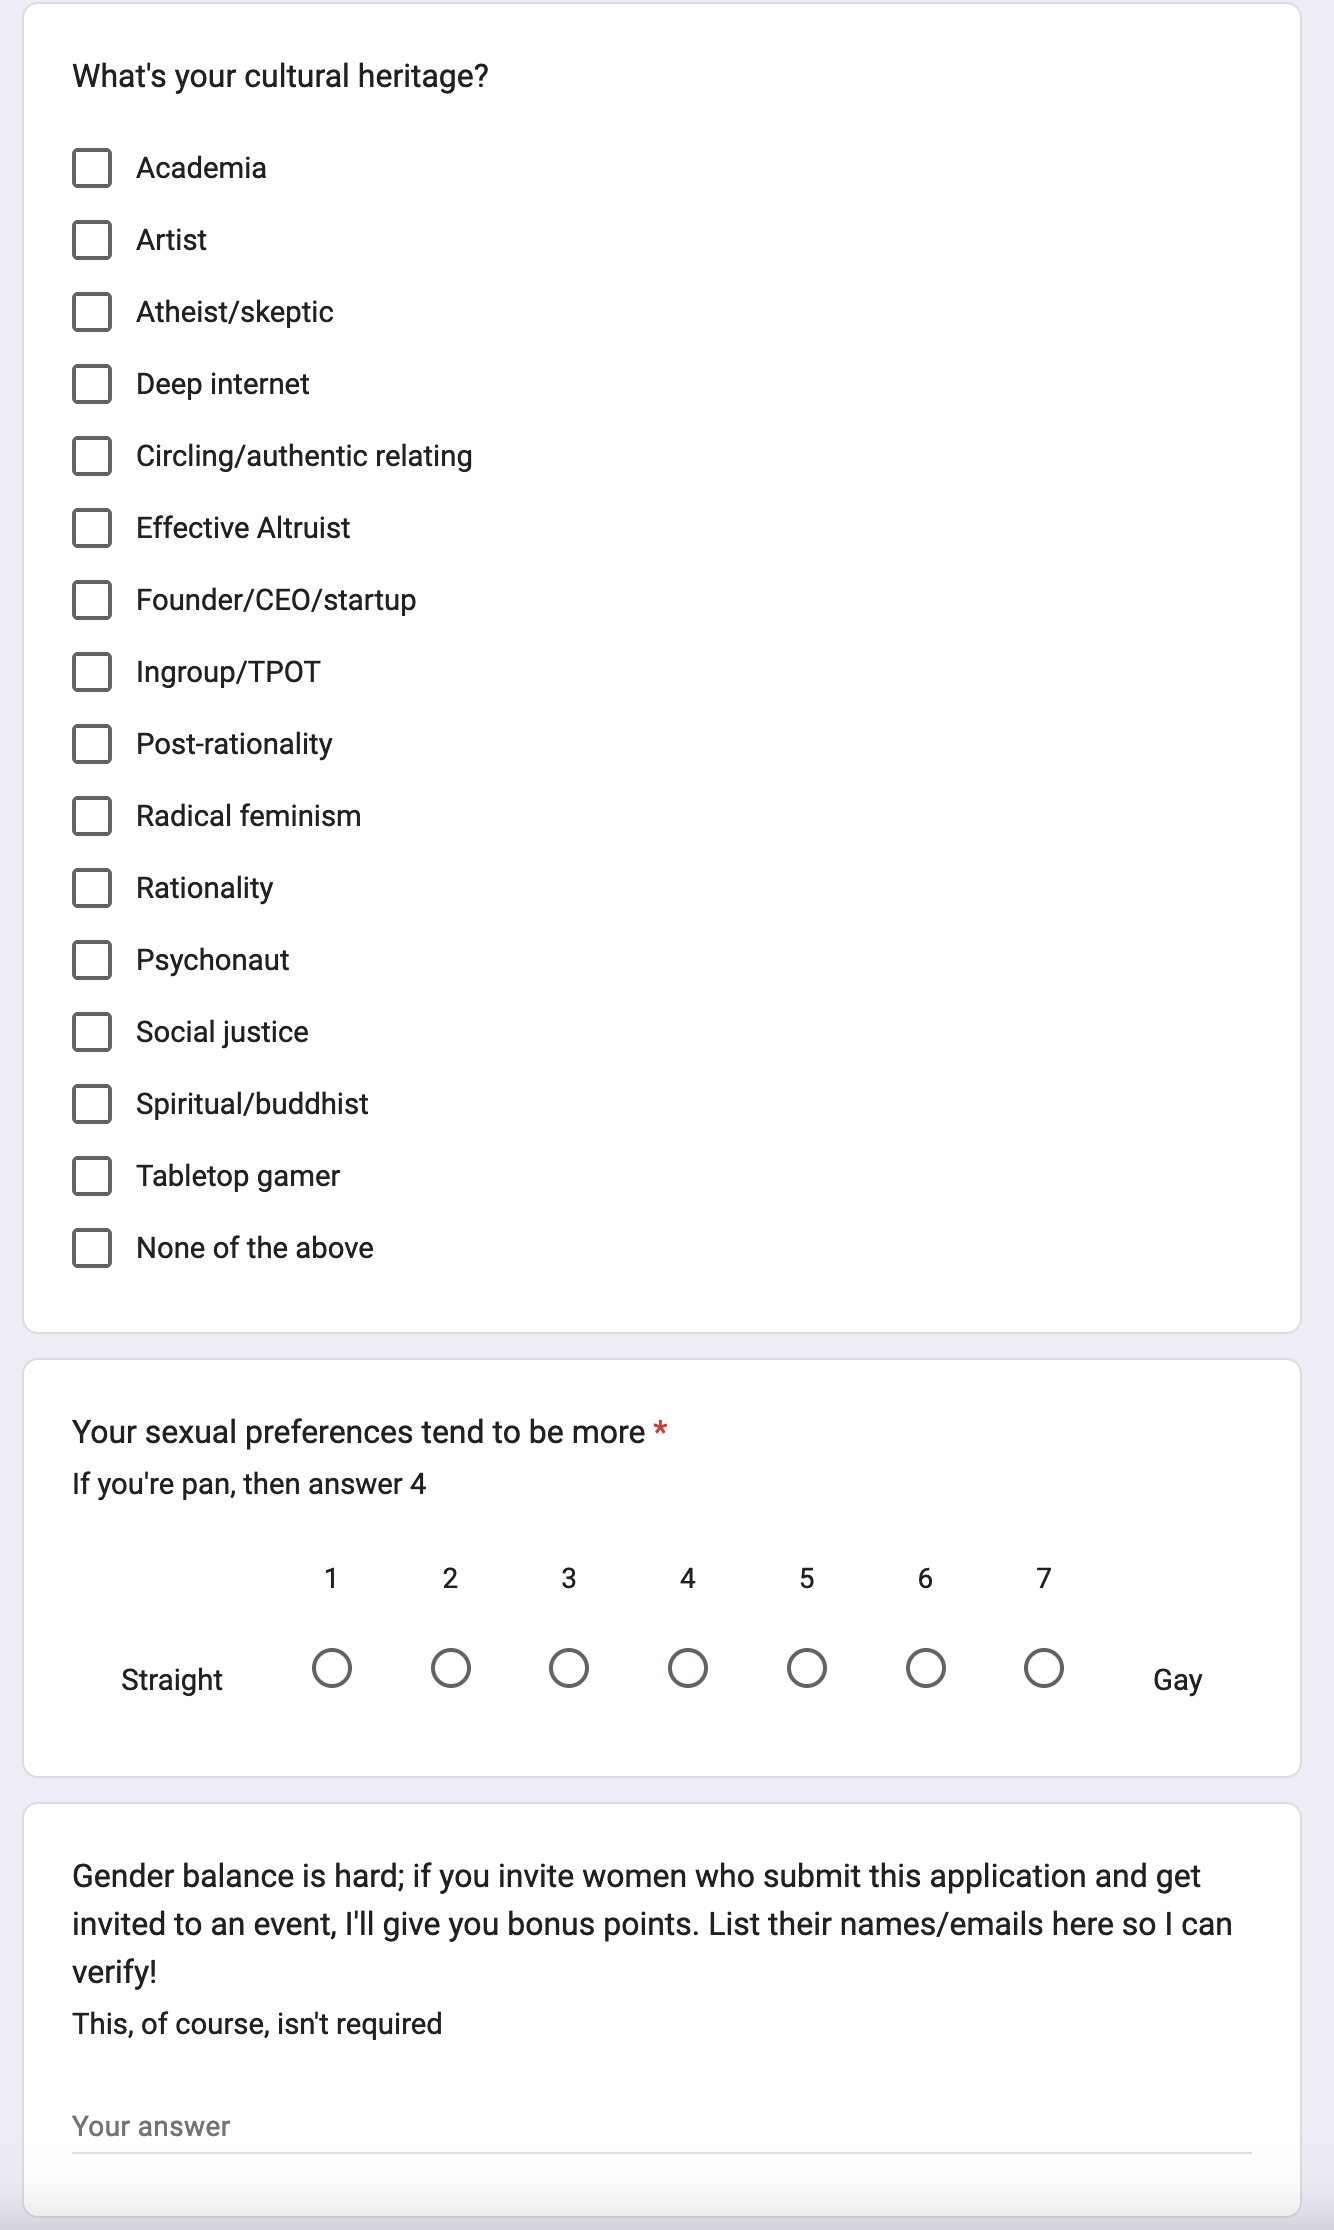 What's your cultural heritage?
Academia
Artist
Atheist/skeptic
Deep internet
Circling/authentic relating
Effective Altruist
Founder/CEO/startup
Ingroup/TPOT
Post-rationality
Radical feminism
Rationality
Psychonaut
Social justice
Spiritual/buddhist
Tabletop gamer
None of the above
Your sexual preferences tend to be more *
If you're pan, then answer 4
1 2 3 4 5 6 7
Straight Gay
Gender balance is hard; if you invite women who submit this application and get
invited to an event, I'll give you bonus points. List their names/emails here so I can
verify!
This, of course, isn't required
Your answer